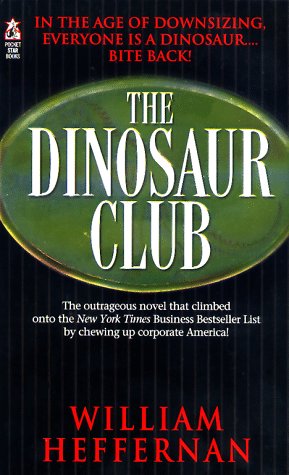 IN THE AGE OF DOWNSIZING,
EVERYONE IS A DINOSAUR....
BITE BACK!
POCKET
STAR
BOOKS
THE
DINOSAUR
CLUB
The outrageous novel that climbed
onto the New York Times Business Bestseller List
by chewing up corporate America!
WILLIAM
HEFFERNAN